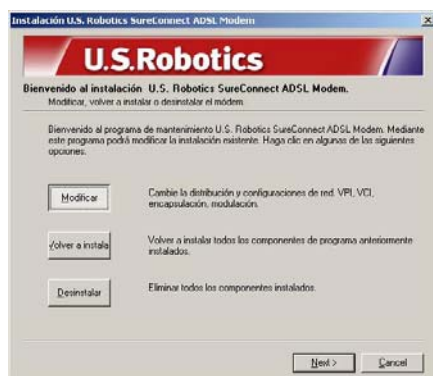 Instalación U.S. Robotics SureConnect ADSL Modem
U.S.Robotics
Bienvenido al instalación U.S. Robotics SureConnect ADSL Modem.
Modificar, volver a instalar o desinstalar el módem.
Bienvenido al programa de mantenimiento U.S. Robotics SureConnect ADSL Modem. Mediante
este programa podrá modificar la instalación existente. Haga clic en algunas de las siguientes
opciones.
Modificar
Cambie la distribución y configuraciones de red. VPI, VCI,
encapsulación, modulación.
Volver a instala
Volver a instalar todos los componentes de programa anteriormente
instalados.
Desinstalar
Eliminar todos los componentes instalados.
Next >
Cancel